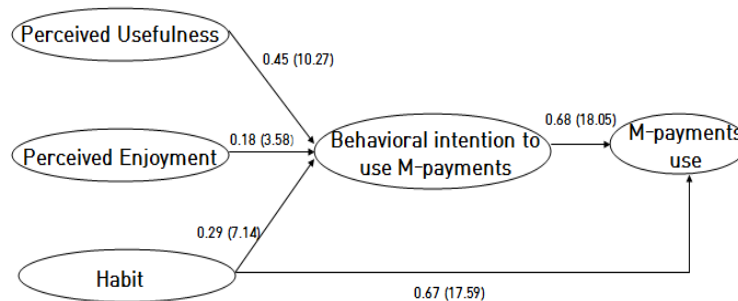 Perceived Usefulness
0.45 (10.27)
Perceived Enjoyment
0.18 (3.58)
Behavioral intention to
use M-payments
0.68 (18.05)
M-payments
use
0.29 (7.14)
Habit
0.67 (17.59)